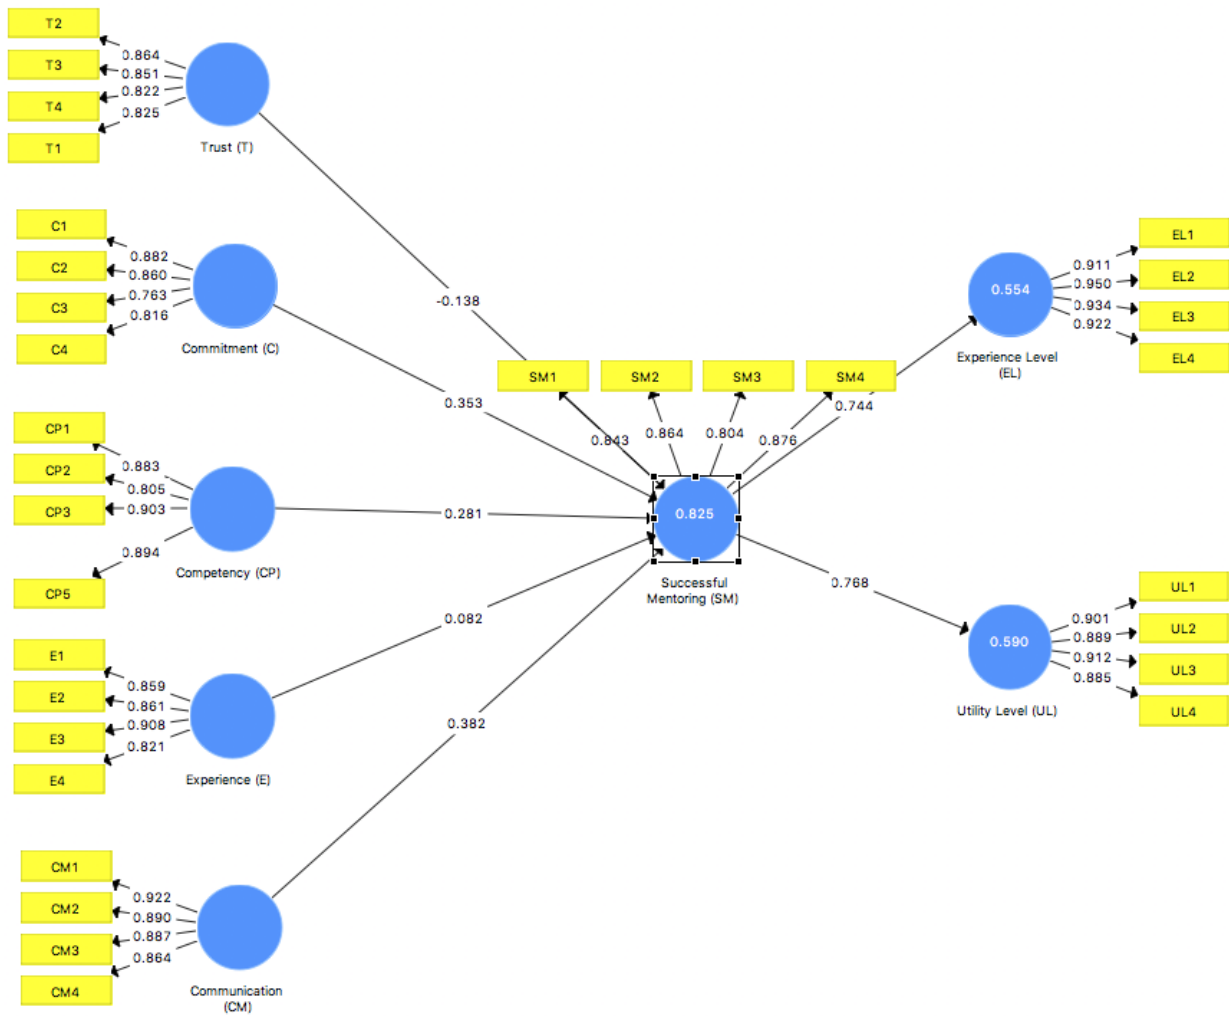 T2
T3
T4
T1
0.864
0.851
0.822
0.825
Trust (T)
C1
C2
C3
C4
0.882
0.860
0.763
0.816
Commitment (C)
CP1
CP2
CP3
CP5
0.883
0.805
0.903
0.894
Competency (CP)
E1
E2
E3
E4
0.859
0.861
0.908
0.821
Experience (E)
CM1
CM2
CM3
CM4
0.922
0.890
0.887
0.864
Communication
(CM)
-0.138
0.353
0.281
0.082
0.382
SM1
SM2
SM3
SM4
0.843
0.864
0.804
0.876
0.825
Successful
Mentoring (SM)
0.744
0.768
0.554
Experience Level
(EL)
0.911
0.950
0.934
0.922
EL1
EL2
EL3
EL4
0.590
Utility Level (UL)
0.901
0.889
0.912
0.885
UL1
UL2
UL3
UL4